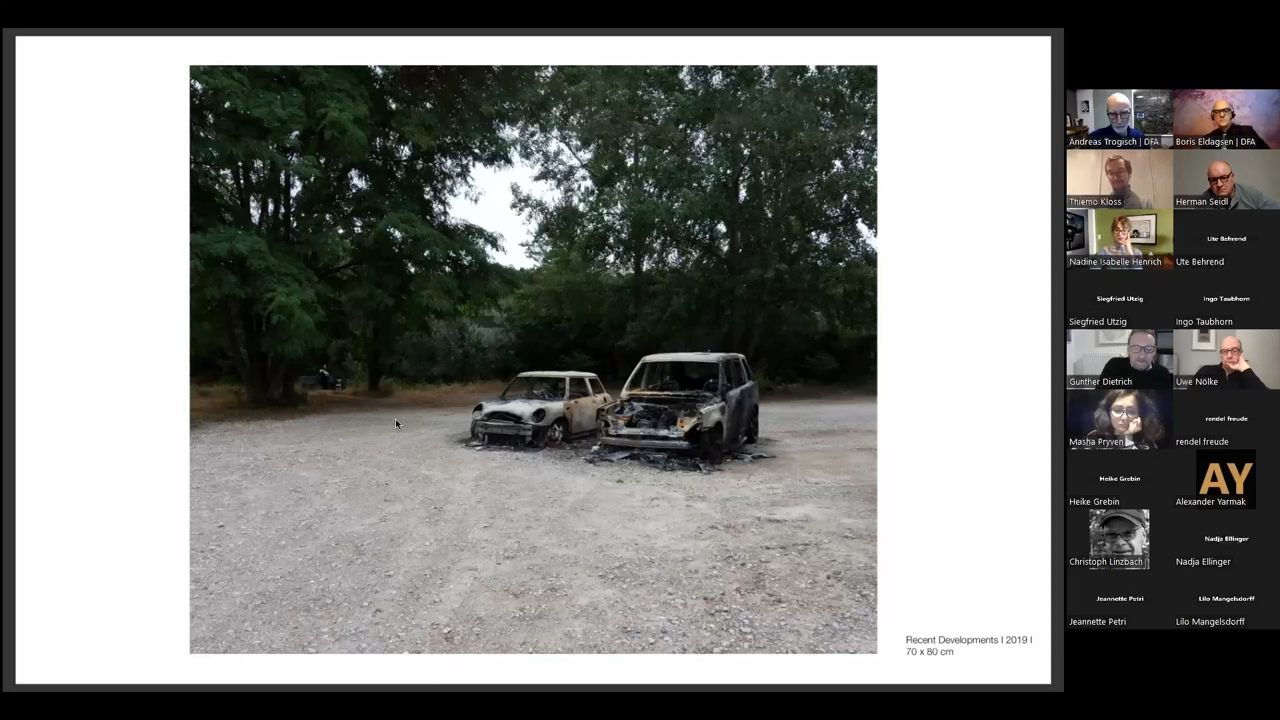 Recent Developments I 2019 I
70 x 80 cm
Andreas Trogisch | DFA
Boris Eldagsen | DFA
Thiemo Kloss
Herman Seidl
Nadine Isabelle Henrich
Ute Behrend
Ute Behrend
Siegfried Utzig
Siegfried Utzig
Ingo Taubhorn
Ingo Taubhorn
Gunther Dietrich
Uwe Nölke
Masha Pryven
rendel freude
rendel freude
Heike Grebin
Heike Grebin
AY
Alexander Yarmak
Christoph Linzbach
Nadja Ellinger
Nadja Ellinger
Jeannette Petri
Jeannette Petri
Lilo Mangelsdorff
Lilo Mangelsdorff